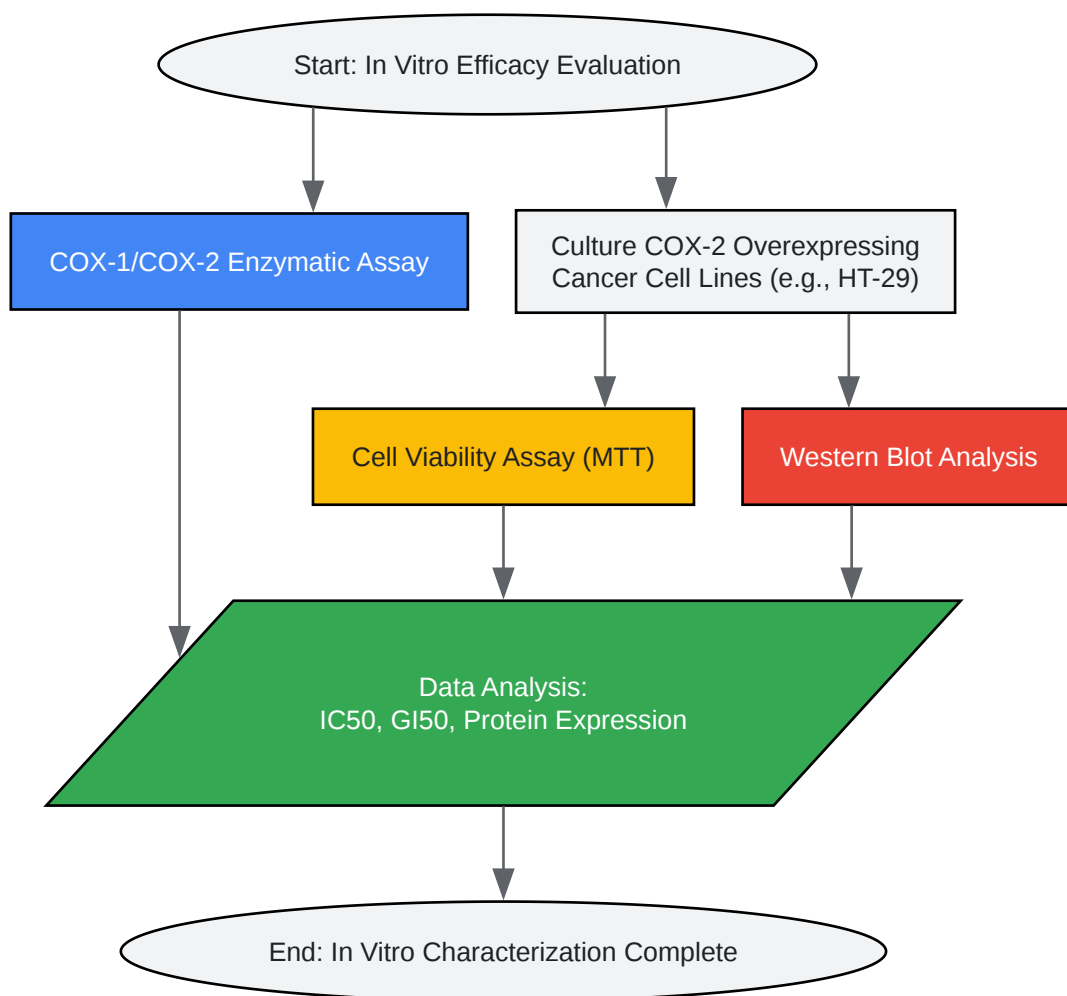 Start: In Vitro Efficacy Evaluation
COX-1/COX-2 Enzymatic Assay
Culture COX-2 Overexpressing
Cancer Cell Lines (e.g., HT-29)
Cell Viability Assay (MTT)
Western Blot Analysis
Data Analysis:
IC50, GI50, Protein Expression
End: In Vitro Characterization Complete